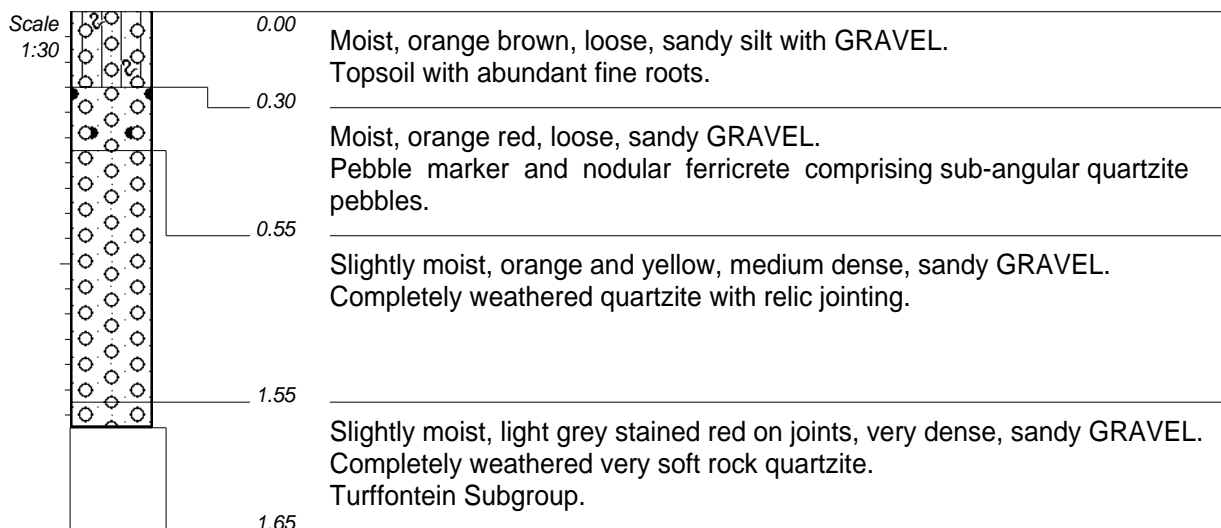 Scale
1:30
0.00
Moist, orange brown, loose, sandy silt with GRAVEL.
Topsoil with abundant fine roots.
0.30
Moist, orange red, loose, sandy GRAVEL.
Pebble marker and nodular ferricrete comprising sub-angular quartzite
pebbles.
0.55
Slightly moist, orange and yellow, medium dense, sandy GRAVEL.
Completely weathered quartzite with relic jointing.
1.55
Slightly moist, light grey stained red on joints, very dense, sandy GRAVEL.
Completely weathered very soft rock quartzite.
Turffontein Subgroup.
1.65